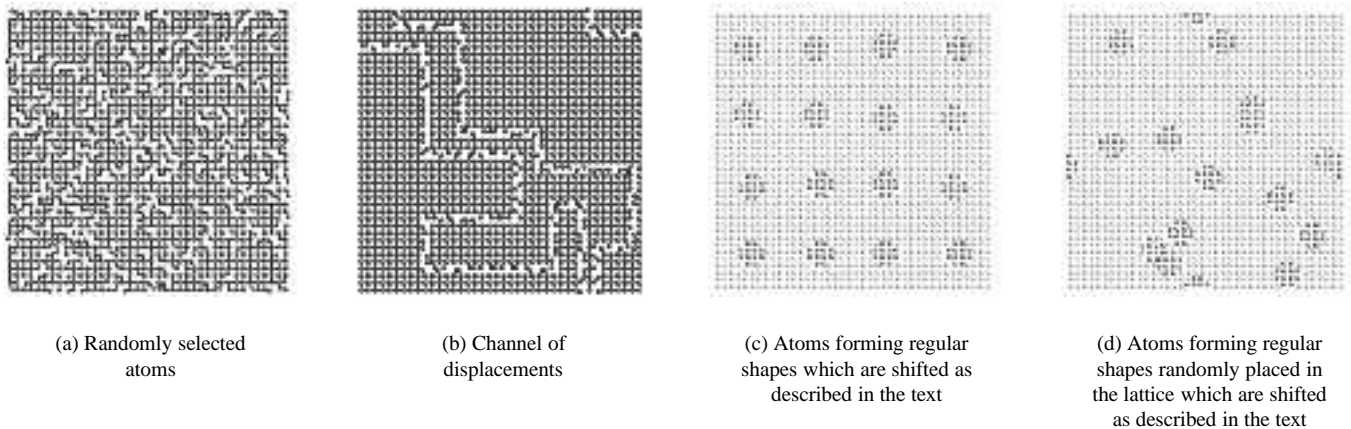 (a) Randomly selected
atoms
(b) Channel of
displacements
(c) Atoms forming regular
shapes which are shifted as
described in the text
(d) Atoms forming regular
shapes randomly placed in
the lattice which are shifted
as described in the text